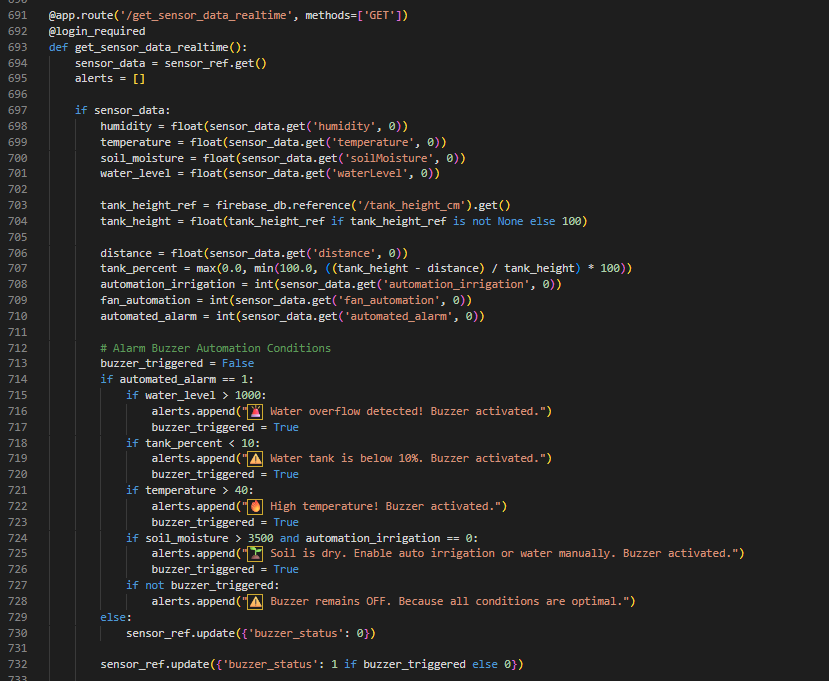 691 @app.route('/get_sensor_data_realtime', methods=['GET'])
692 @login_required
693 def get_sensor_data_realtime():
694     sensor_data = sensor_ref.get()
695     alerts = []
696
697     if sensor_data:
698         humidity = float(sensor_data.get('humidity', 0))
699         temperature = float(sensor_data.get('temperature', 0))
700         soil_moisture = float(sensor_data.get('soilMoisture', 0))
701         water_level = float(sensor_data.get('waterLevel', 0))
702
703         tank_height_ref = firebase_db.reference('/tank_height_cm').get()
704         tank_height = float(tank_height_ref if tank_height_ref is not None else 100)
705
706         distance = float(sensor_data.get('distance', 0))
707         tank_percent = max(0.0, min(100.0, ((tank_height - distance) / tank_height) * 100))
708         automation_irrigation = int(sensor_data.get('automation_irrigation', 0))
709         fan_automation = int(sensor_data.get('fan_automation', 0))
710         automated_alarm = int(sensor_data.get('automated_alarm', 0))
711
712         # Alarm Buzzer Automation Conditions
713         buzzer_triggered = False
714         if automated_alarm == 1:
715             if water_level > 1000:
716                 alerts.append("🚨 Water overflow detected! Buzzer activated.")
717                 buzzer_triggered = True
718             if tank_percent < 10:
719                 alerts.append("⚠️ Water tank is below 10%. Buzzer activated.")
720                 buzzer_triggered = True
721             if temperature > 40:
722                 alerts.append("🔥 High temperature! Buzzer activated.")
723                 buzzer_triggered = True
724             if soil_moisture > 3500 and automation_irrigation == 0:
725                 alerts.append("🌱 Soil is dry. Enable auto irrigation or water manually. Buzzer activated.")
726                 buzzer_triggered = True
727             if not buzzer_triggered:
728                 alerts.append("⚠️ Buzzer remains OFF. Because all conditions are optimal.")
729         else:
730             sensor_ref.update({'buzzer_status': 0})
731
732         sensor_ref.update({'buzzer_status': 1 if buzzer_triggered else 0})
733